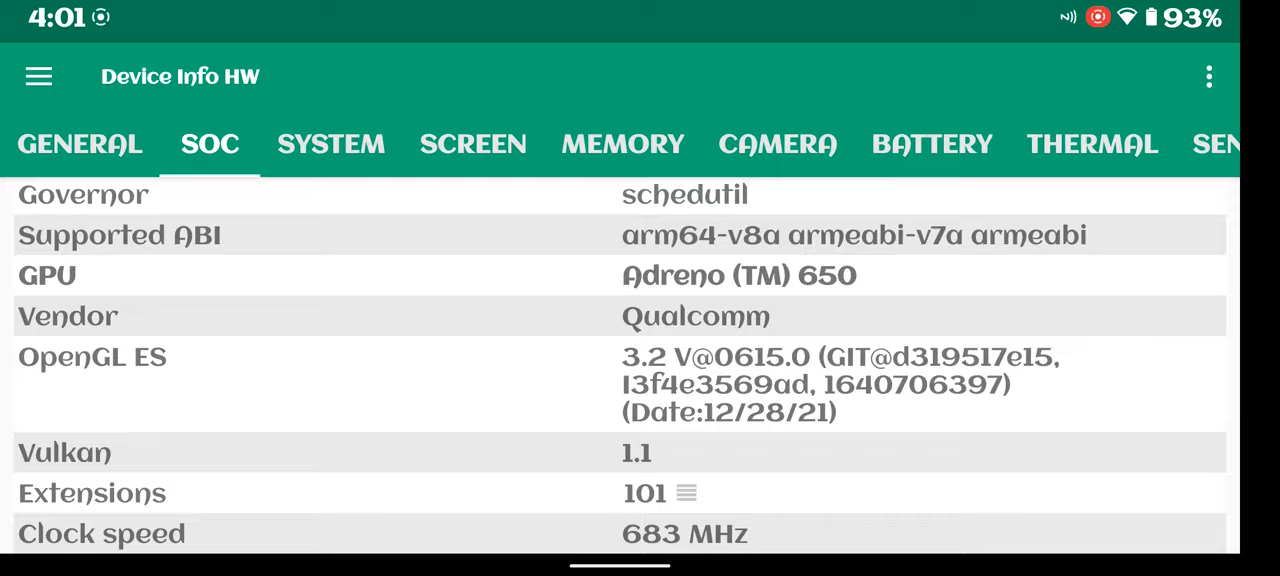 4:01 93%
Device Info HW
GENERAL SOC SYSTEM SCREEN MEMORY CAMERA BATTERY THERMAL SEN
Governor schedutil
Supported ABI arm64-v8a armeabi-v7a armeabi
GPU Adreno (TM) 650
Vendor Qualcomm
OpenGL ES 3.2 V@0615.0 (GIT@d319517e15,
I3f4e3569ad, 1640706397)
(Date:12/28/21)
Vulkan 1.1
Extensions 101
Clock speed 683 MHz